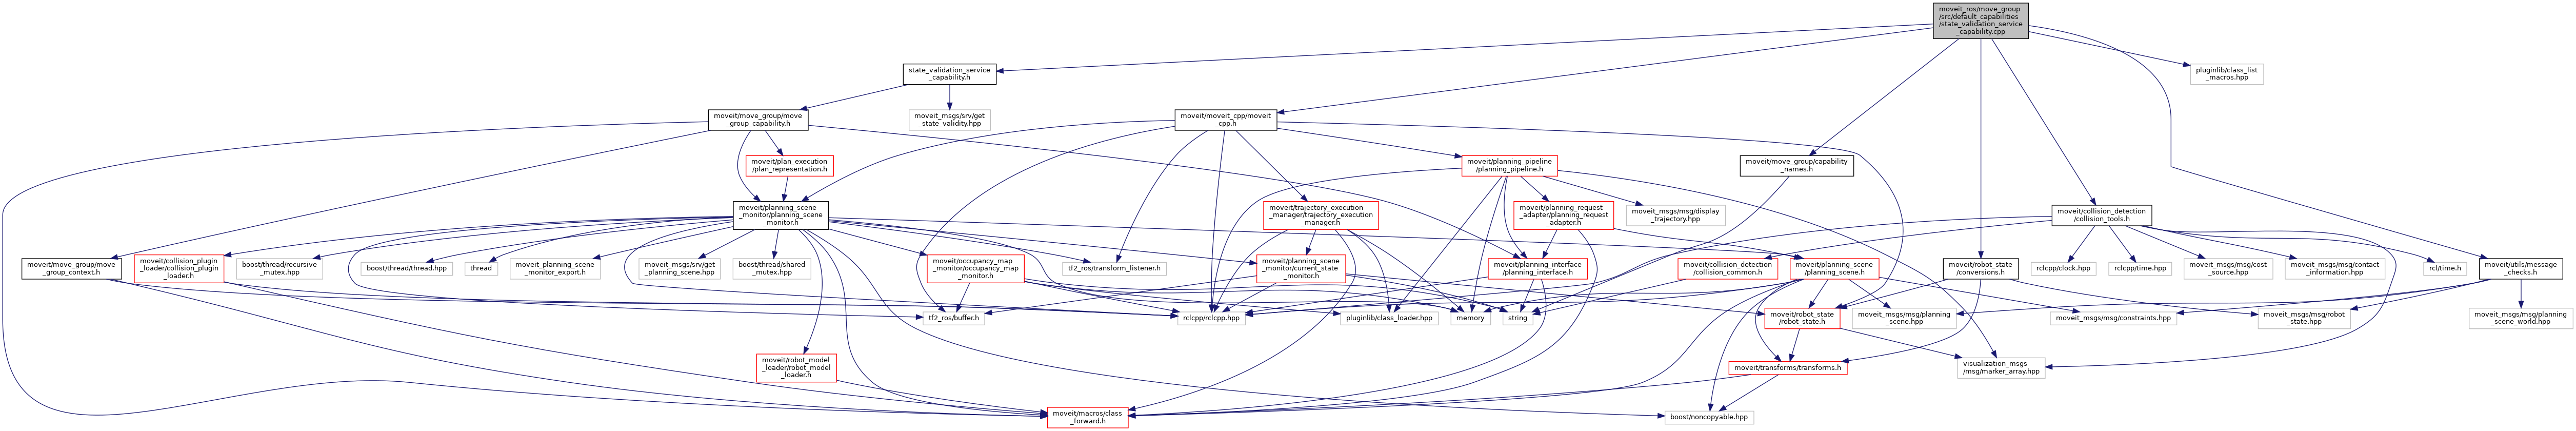 moveit_ros/move_group
/src/default_capabilities
/state_validation_service
_capability.cpp
state_validation_service
_capability.h
pluginlib/class_list
_macros.hpp
moveit/move_group/move
_group_capability.h
moveit_msgs/srv/get
_state_validity.hpp
moveit/moveit_cpp/moveit
_cpp.h
moveit/plan_execution
/plan_representation.h
moveit/planning_pipeline
/planning_pipeline.h
moveit/move_group/capability
_names.h
moveit/planning_scene
_monitor/planning_scene
_monitor.h
moveit/trajectory_execution
_manager/trajectory_execution
_manager.h
moveit/planning_request
_adapter/planning_request
_adapter.h
moveit_msgs/msg/display
_trajectory.hpp
moveit/collision_detection
/collision_tools.h
moveit/move_group/move
_group_context.h
moveit/collision_plugin
_loader/collision_plugin
_loader.h
boost/thread/recursive
_mutex.hpp
boost/thread/thread.hpp
thread
moveit_planning_scene
_monitor_export.h
moveit_msgs/srv/get
_planning_scene.hpp
boost/thread/shared
_mutex.hpp
moveit/occupancy_map
_monitor/occupancy_map
_monitor.h
tf2_ros/transform_listener.h
moveit/planning_scene
_monitor/current_state
_monitor.h
moveit/planning_interface
/planning_interface.h
moveit/collision_detection
/collision_common.h
moveit/planning_scene
/planning_scene.h
moveit/robot_state
/conversions.h
rclcpp/clock.hpp
rclcpp/time.hpp
moveit_msgs/msg/cost
_source.hpp
moveit_msgs/msg/contact
_information.hpp
rcl/time.h
moveit/utils/message
_checks.h
tf2_ros/buffer.h
rclcpp/rclcpp.hpp
pluginlib/class_loader.hpp
memory
string
moveit/robot_state
/robot_state.h
moveit_msgs/msg/planning
_scene.hpp
moveit_msgs/msg/constraints.hpp
moveit_msgs/msg/robot
_state.hpp
moveit_msgs/msg/planning
_scene_world.hpp
moveit/robot_model
_loader/robot_model
_loader.h
moveit/transforms/transforms.h
visualization_msgs
/msg/marker_array.hpp
moveit/macros/class
_forward.h
boost/noncopyable.hpp